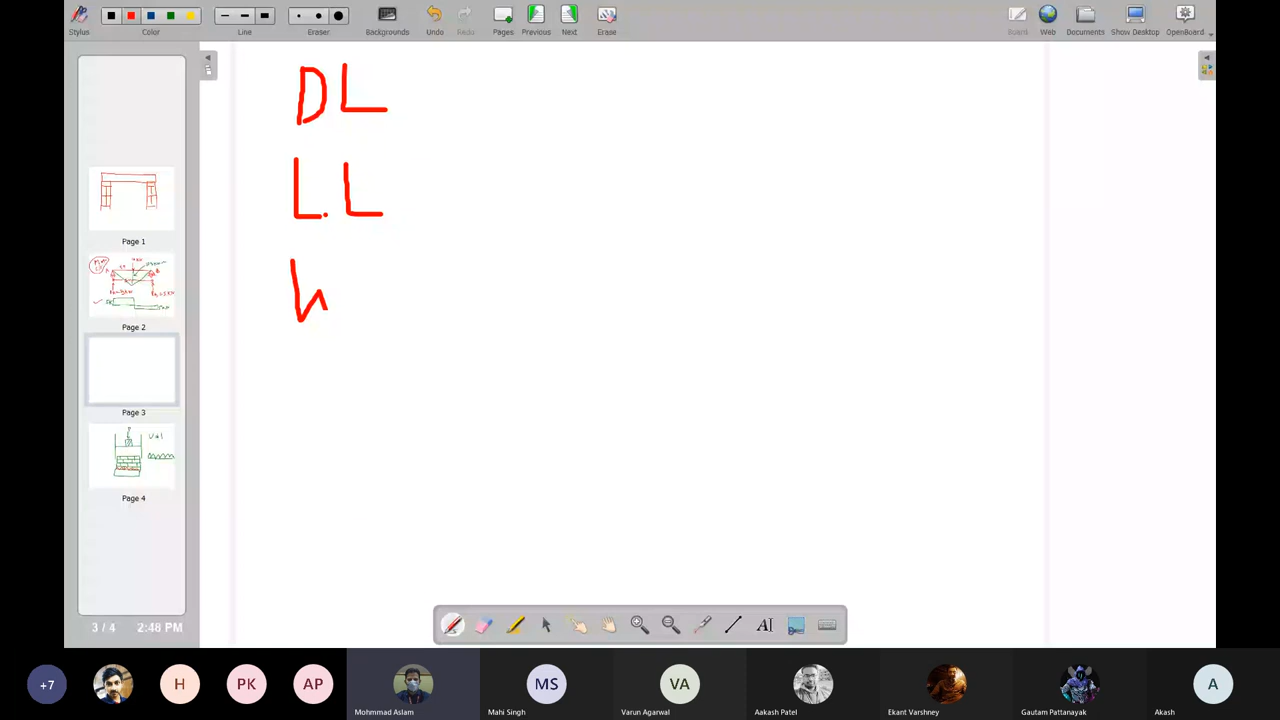 Stylus Color Line Eraser Backgrounds Undo Redo Pages Previous Next Erase Board Web Documents Show Desktop OpenBoard
DL
L.L
Page 1
Page 2
Page 3
Page 4
3 / 4 2:48 PM
+7 H PK AP MS VA A
Mohmmad Aslam Mahi Singh Varun Agarwal Aakash Patel Ekant Varshney Gautam Pattanayak Akash